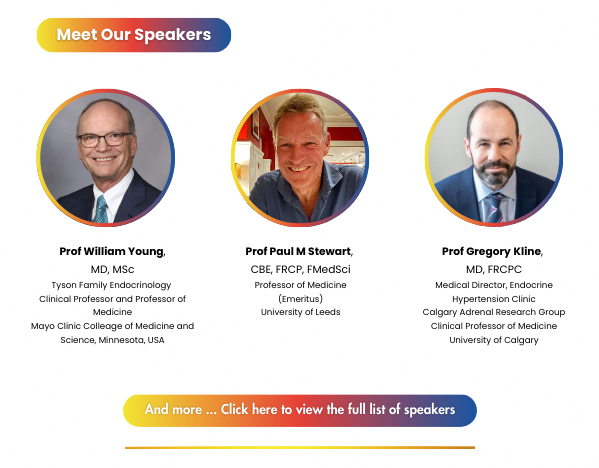 Meet Our Speakers
Prof William Young,
MD, MSc
Tyson Family Endocrinology
Clinical Professor and Professor of
Medicine
Mayo Clinic Colleage of Medicine and
Science, Minnesota, USA
Prof Paul M Stewart,
CBE, FRCP, FMedSci
Professor of Medicine
(Emeritus)
University of Leeds
Prof Gregory Kline,
MD, FRCPC
Medical Director, Endocrine
Hypertension Clinic
Calgary Adrenal Research Group
Clinical Professor of Medicine
University of Calgary
And more ... Click here to view the full list of speakers